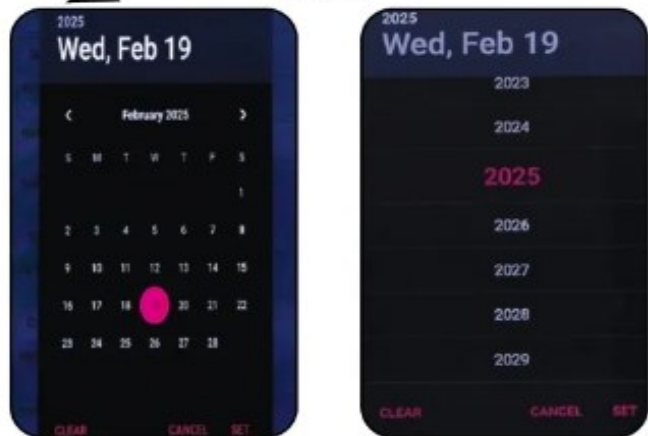 2025
Wed, Feb 19
‹ February 2025 ›
S M T W T F S
1
2 3 4 5 6 7 8
9 10 11 12 13 14 15
16 17 18 19 20 21 22
23 24 25 26 27 28
CLEAR CANCEL SET
2025
Wed, Feb 19
2023
2024
2025
2026
2027
2028
2029
CLEAR CANCEL SET